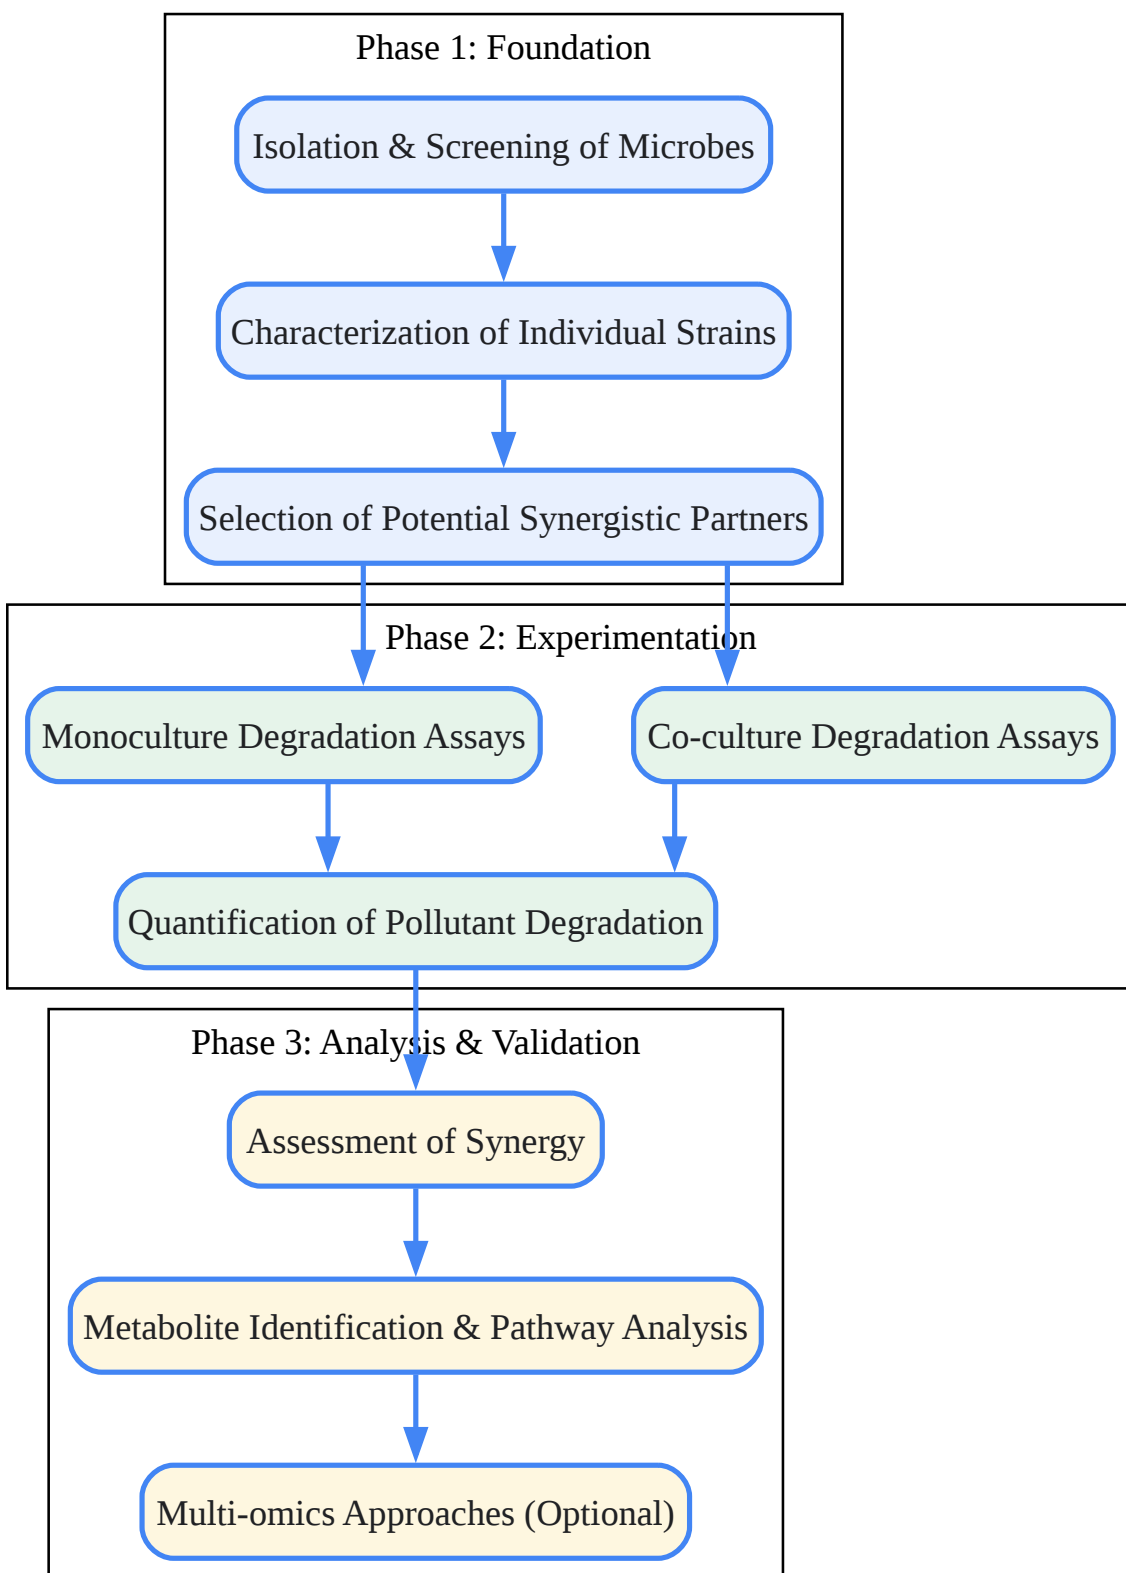 Phase 1: Foundation
Isolation & Screening of Microbes
Characterization of Individual Strains
Selection of Potential Synergistic Partners
Phase 2: Experimentation
Monoculture Degradation Assays
Co-culture Degradation Assays
Quantification of Pollutant Degradation
Phase 3: Analysis & Validation
Assessment of Synergy
Metabolite Identification & Pathway Analysis
Multi-omics Approaches (Optional)